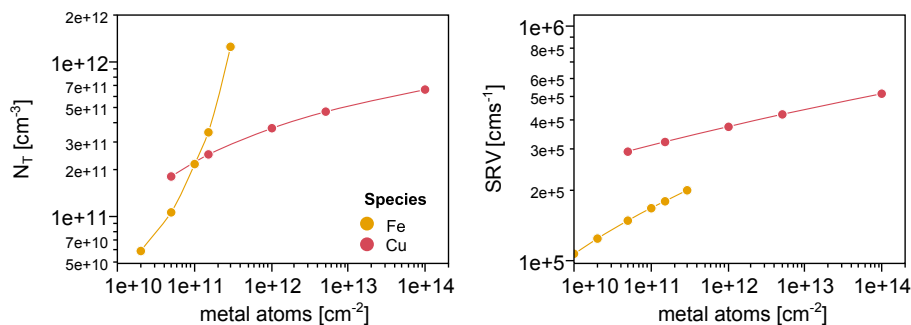 2e+12
1e+12
7e+11
5e+11
2e+11
1e+11
7e+10
5e+10
N_T [cm⁻³]
1e+10 1e+11 1e+12 1e+13 1e+14
metal atoms [cm⁻²]
Species
Fe
Cu
1e+6
8e+5
6e+5
5e+5
4e+5
3e+5
2e+5
1e+5
SRV [cms⁻¹]
1e+10 1e+11 1e+12 1e+13 1e+14
metal atoms [cm⁻²]